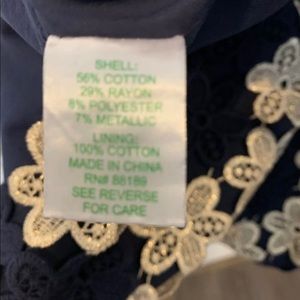 SHELL:
56% COTTON
29% RAYON
8% POLYESTER
7% METALLIC
LINING:
100% COTTON
MADE IN CHINA
RN# 88189
SEE REVERSE
FOR CARE